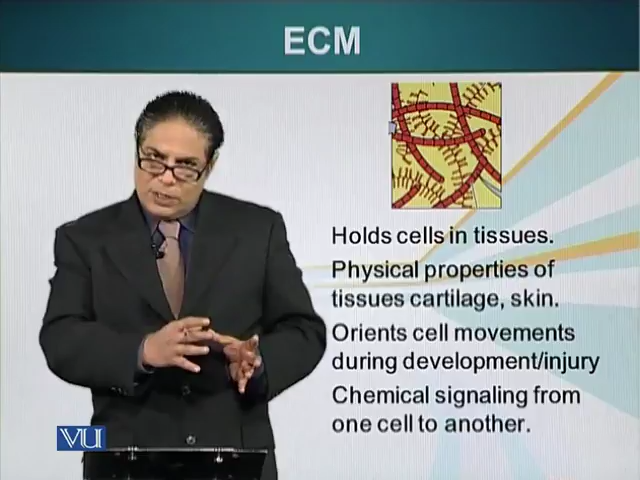 ECM
Holds cells in tissues.
Physical properties of
tissues cartilage, skin.
Orients cell movements
during development/injury
Chemical signaling from
one cell to another.
VU